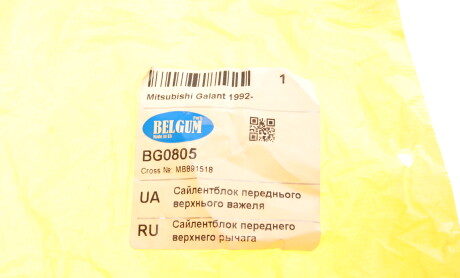 1
Mitsubishi Galant 1992-
BELGUM
BG0805
Cross №: MB891518
UA Сайлентблок переднього
верхнього важеля
RU Сайлентблок переднего
верхнего рычага